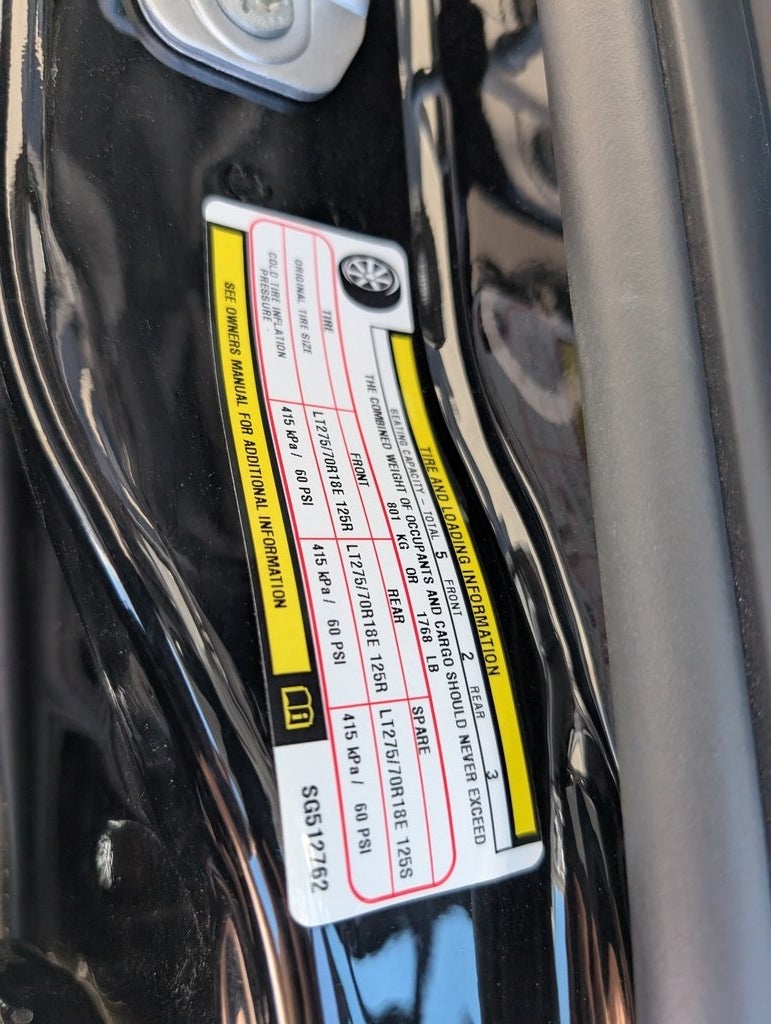 TIRE AND LOADING INFORMATION
SEATING CAPACITY - TOTAL 5 FRONT 2 REAR 3
THE COMBINED WEIGHT OF OCCUPANTS AND CARGO SHOULD NEVER EXCEED
801 KG OR 1768 LB
TIRE FRONT REAR SPARE
ORIGINAL TIRE SIZE LT275/70R18E 125R LT275/70R18E 125R LT275/70R18E 125S
COLD TIRE INFLATION
PRESSURE 415 kPa/ 60 PSI 415 kPa/ 60 PSI 415 kPa/ 60 PSI
SEE OWNERS MANUAL FOR ADDITIONAL INFORMATION
SG512762